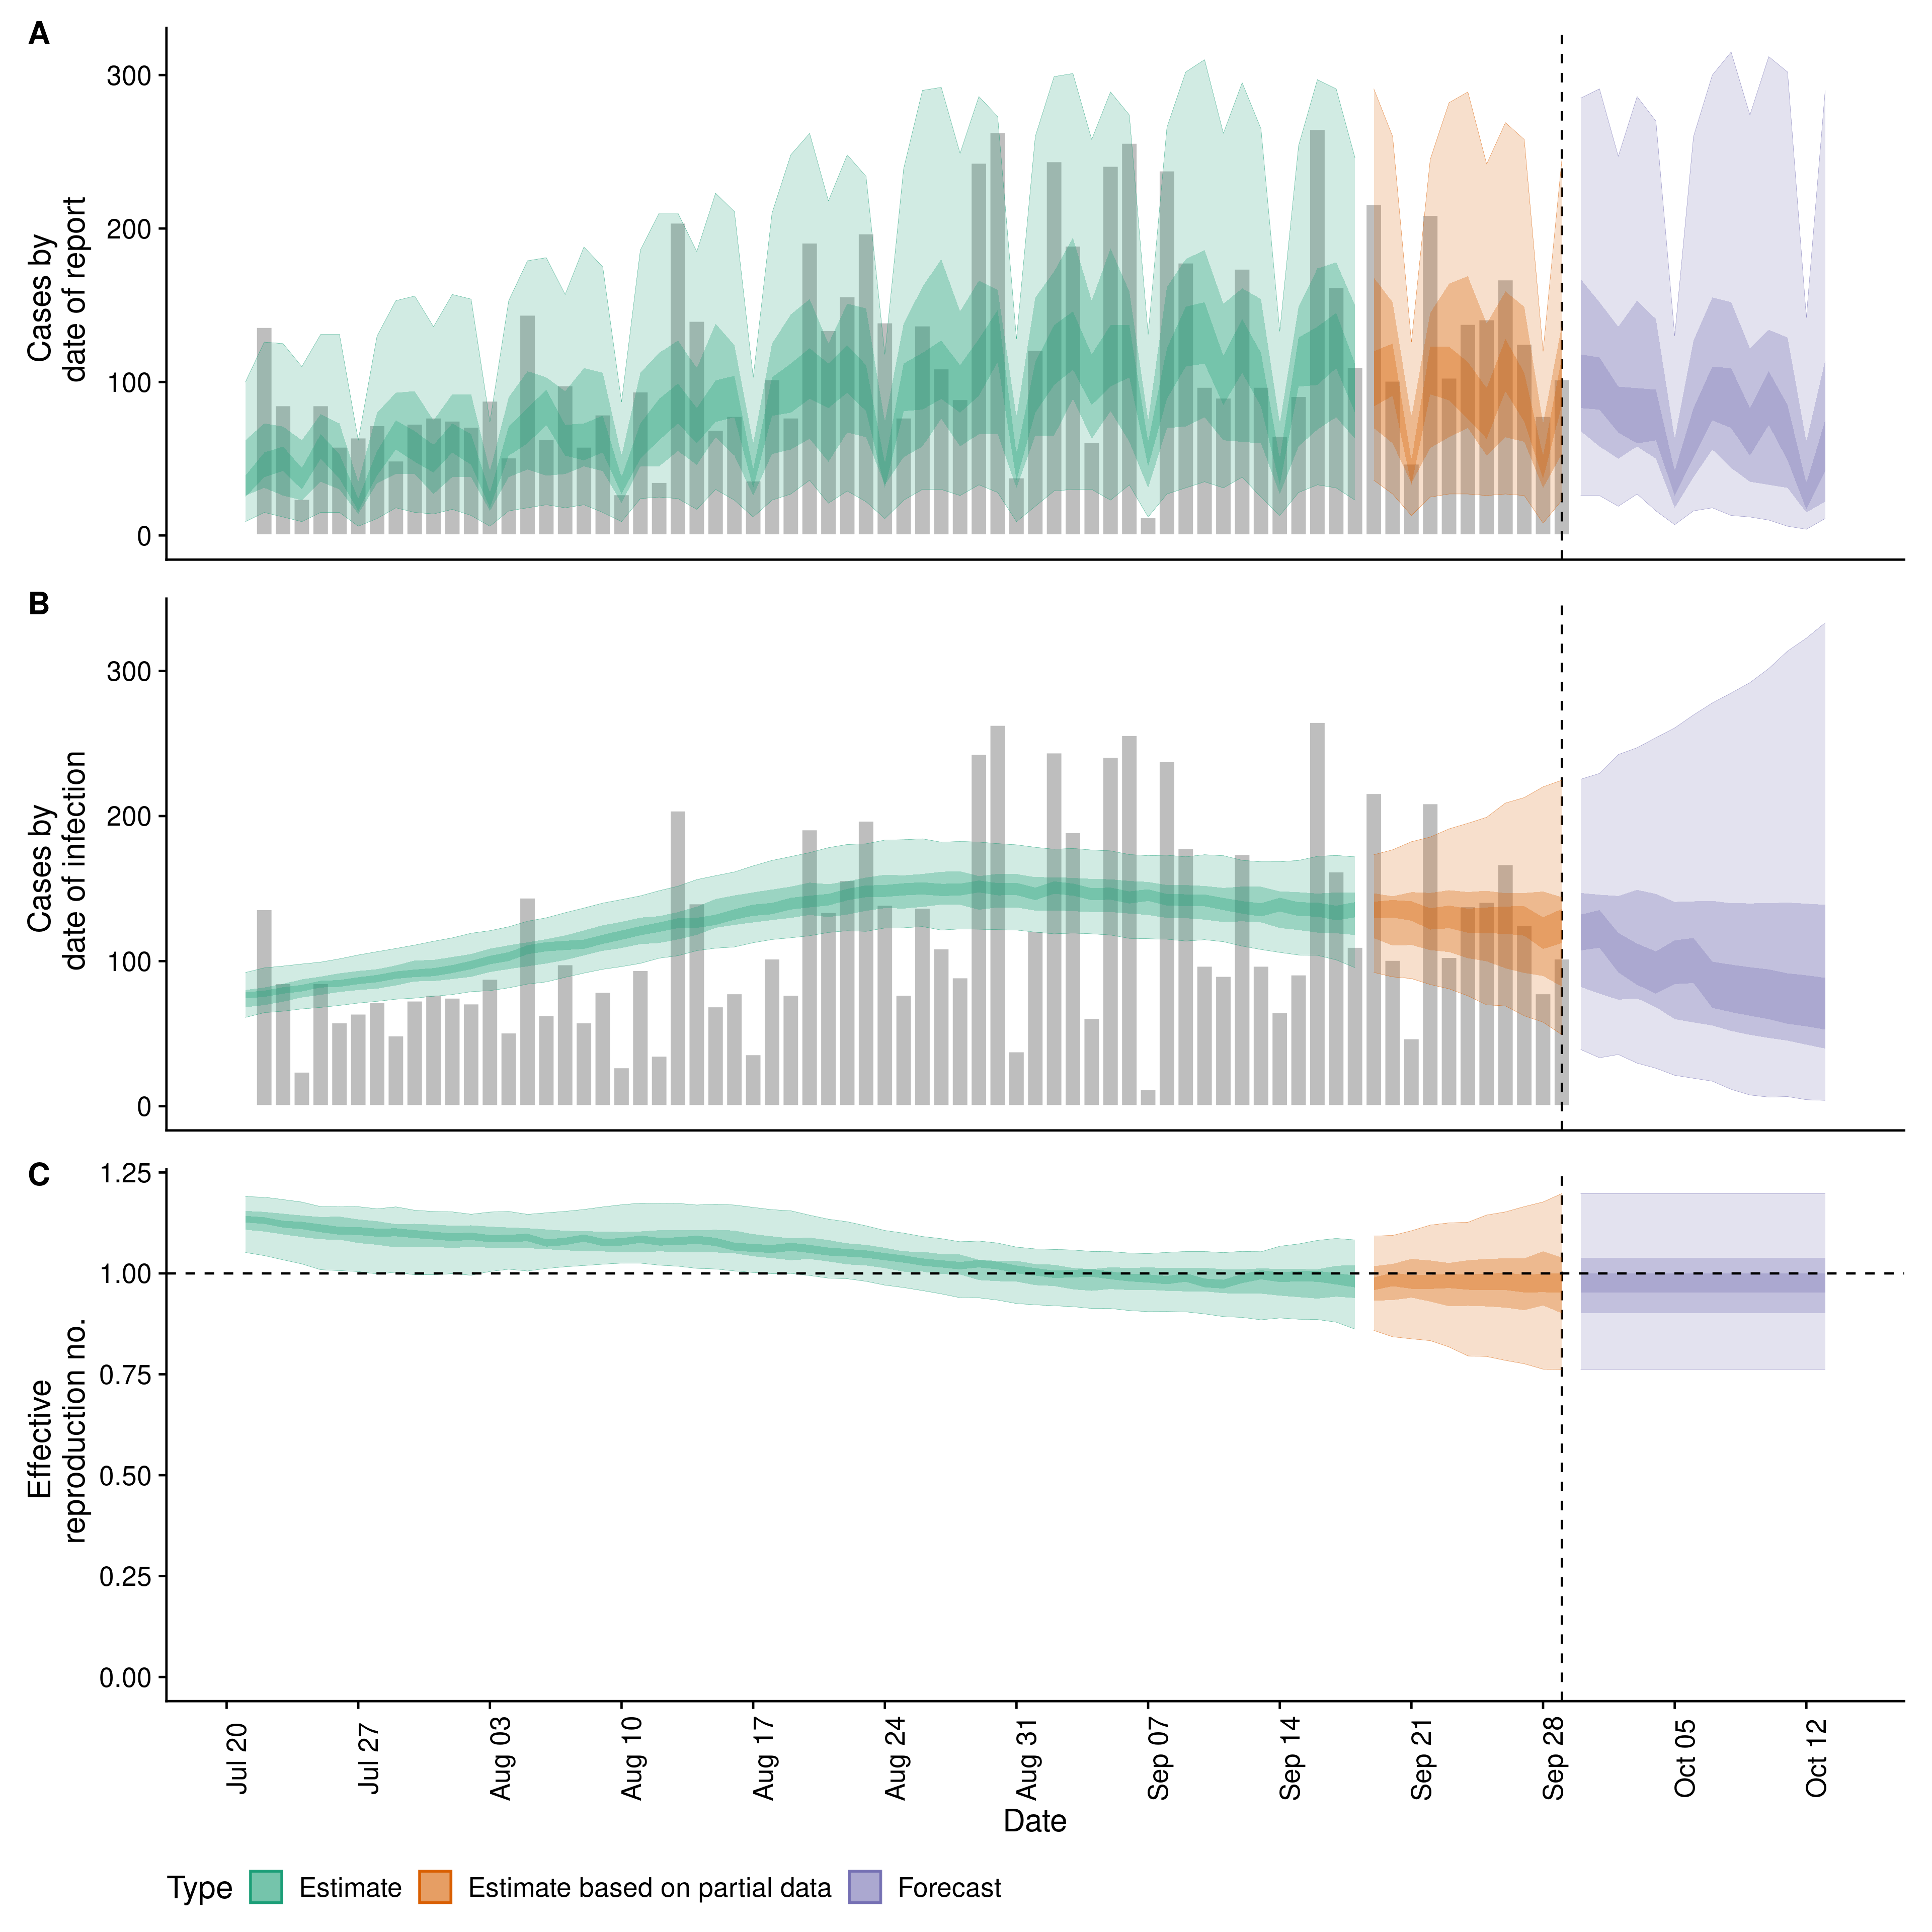 A
Cases by
date of report
300
200
100
0
B
Cases by
date of infection
300
200
100
0
C
Effective
reproduction no.
1.25
1.00
0.75
0.50
0.25
0.00
Jul 20
Jul 27
Aug 03
Aug 10
Aug 17
Aug 24
Aug 31
Sep 07
Sep 14
Sep 21
Sep 28
Oct 05
Oct 12
Date
Type Estimate Estimate based on partial data Forecast